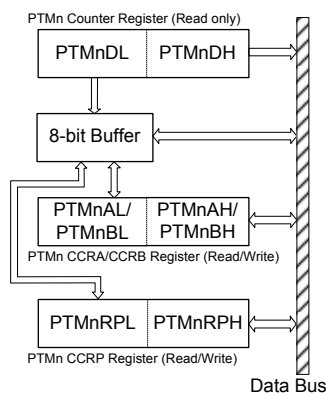 PTMn Counter Register (Read only)
PTMnDL
PTMnDH
8-bit Buffer
PTMnAL/
PTMnBL
PTMnAH/
PTMnBH
PTMn CCRA/CCRB Register (Read/Write)
PTMnRPL
PTMnRPH
PTMn CCRP Register (Read/Write)
Data Bus